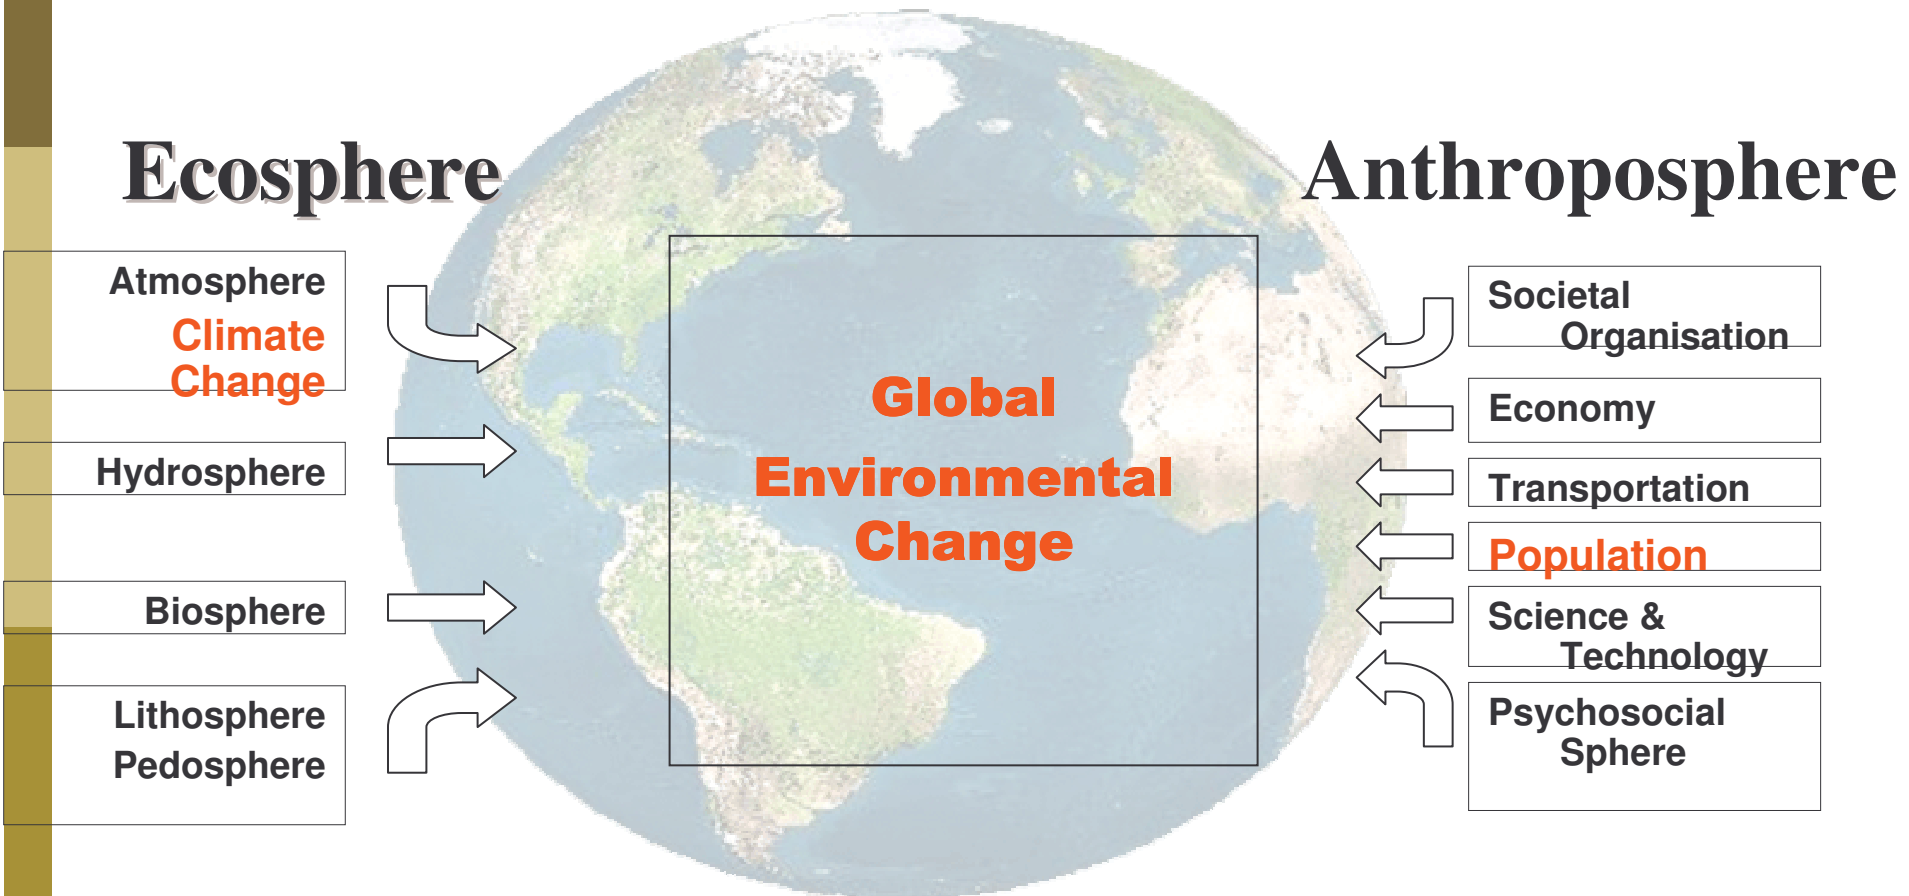 Ecosphere
Anthroposphere
Atmosphere
Climate
Change
Hydrosphere
Biosphere
Lithosphere
Pedosphere
Global
Environmental
Change
Societal
Organisation
Economy
Transportation
Population
Science &
Technology
Psychosocial
Sphere